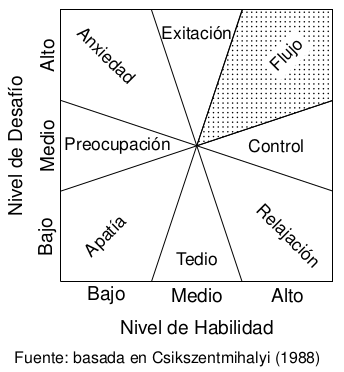 Nivel de Desafío
Alto
Medio
Bajo
Anxiedad
Exitación
Flujo
Preocupación
Control
Apatía
Tedio
Relajación
Bajo
Medio
Alto
Nivel de Habilidad
Fuente: basada en Csikszentmihalyi (1988)